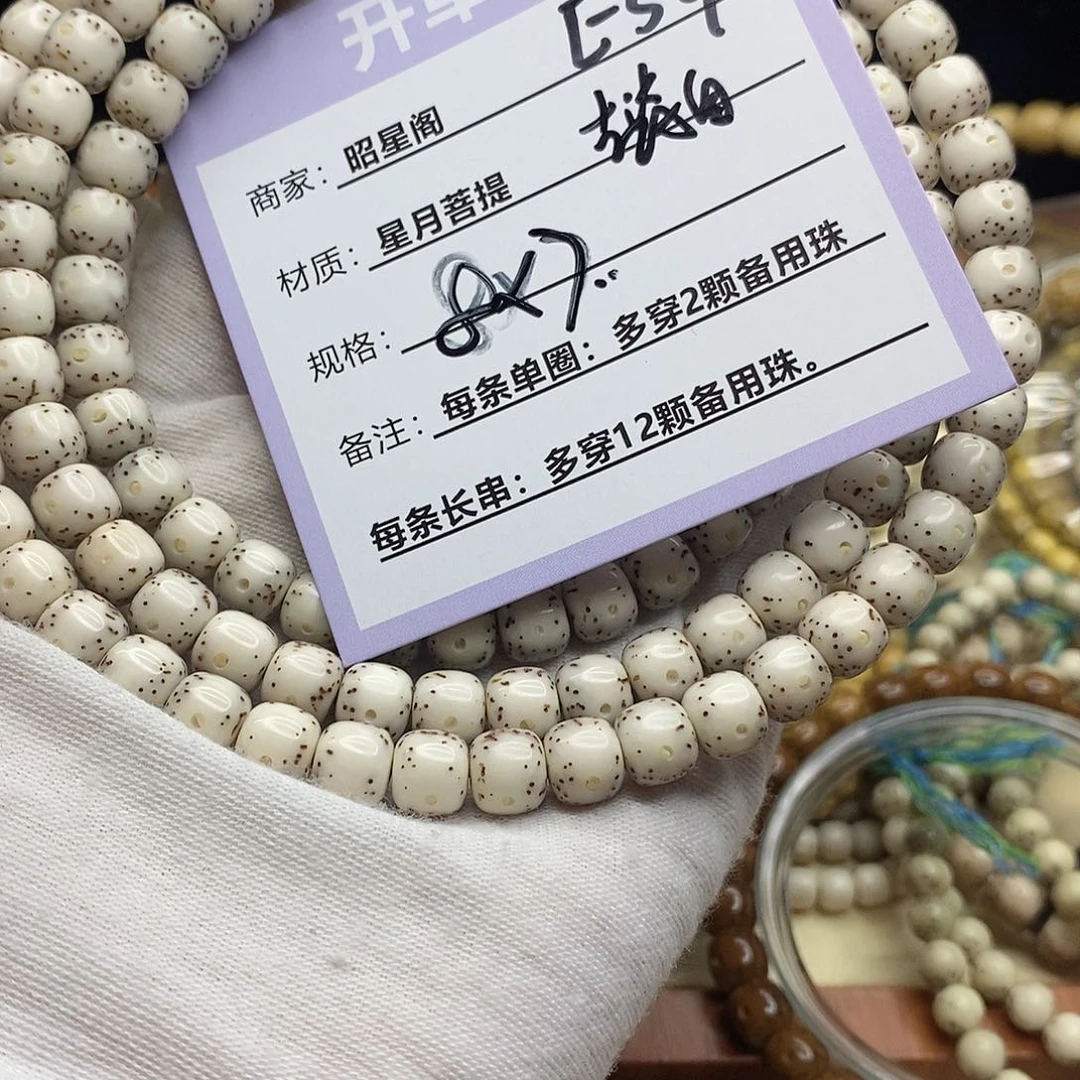 E54
商家：昭星阁
材质：星月菩提
规格：8x7..
备注：每条单圈：多穿2颗备用珠
每条长串：多穿12颗备用珠。